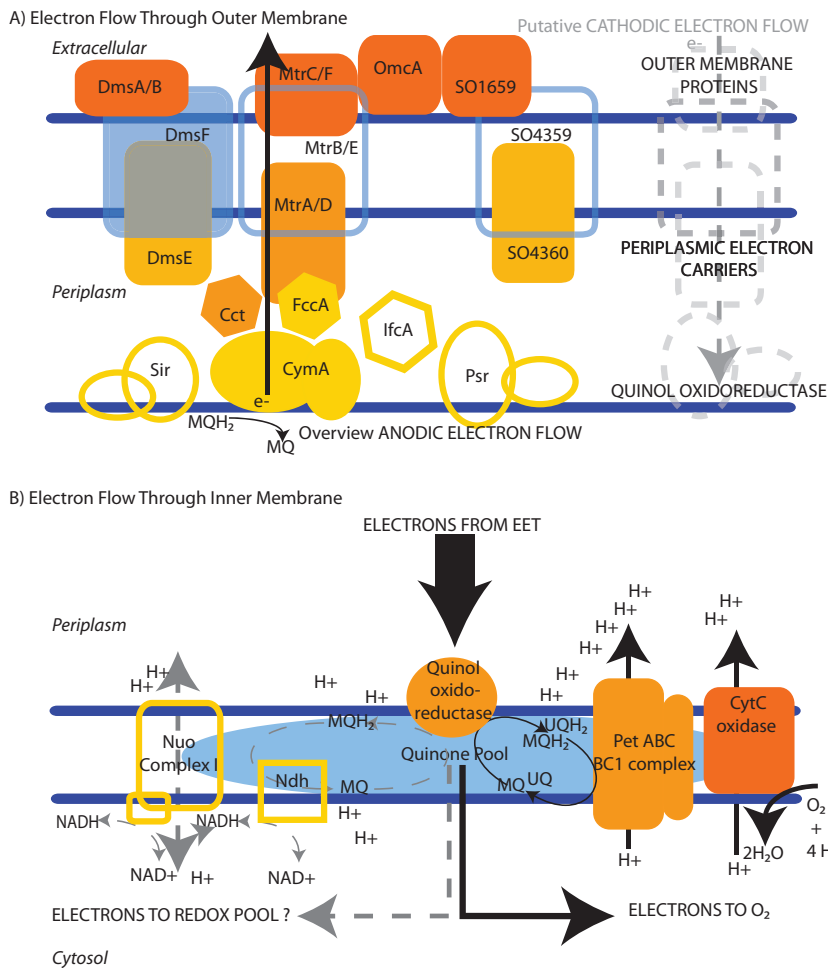 A) Electron Flow Through Outer Membrane
Putative CATHODIC ELECTRON FLOW
Extracellular
e-
OUTER MEMBRANE
PROTEINS
DmsA/B
MtrC/F
OmcA
SO1659
DmsF
MtrB/E
SO4359
MtrA/D
DmsE
SO4360
PERIPLASMIC ELECTRON
CARRIERS
Periplasm
Cct
FccA
IfcA
Sir
CymA
Psr
e-
QUINOL OXIDOREDUCTASE
MQH₂
MQ
Overview ANODIC ELECTRON FLOW
B) Electron Flow Through Inner Membrane
ELECTRONS FROM EET
Periplasm
H+
H+
H+
H+
H+
H+
H+
H+
H+
H+
H+
H+
H+
H+
Quinol
oxido-
reductase
CytC
oxidase
MQH₂
UQH₂
MQH₂
Nuo
Complex I
Quinone Pool
Pet ABC
BC1 complex
Ndh
MQ
MQ
UQ
NADH
NADH
H+
H+
O₂
+
4 H
2H₂O
H+
H+
NAD+
H+
NAD+
ELECTRONS TO REDOX POOL ?
ELECTRONS TO O₂
Cytosol